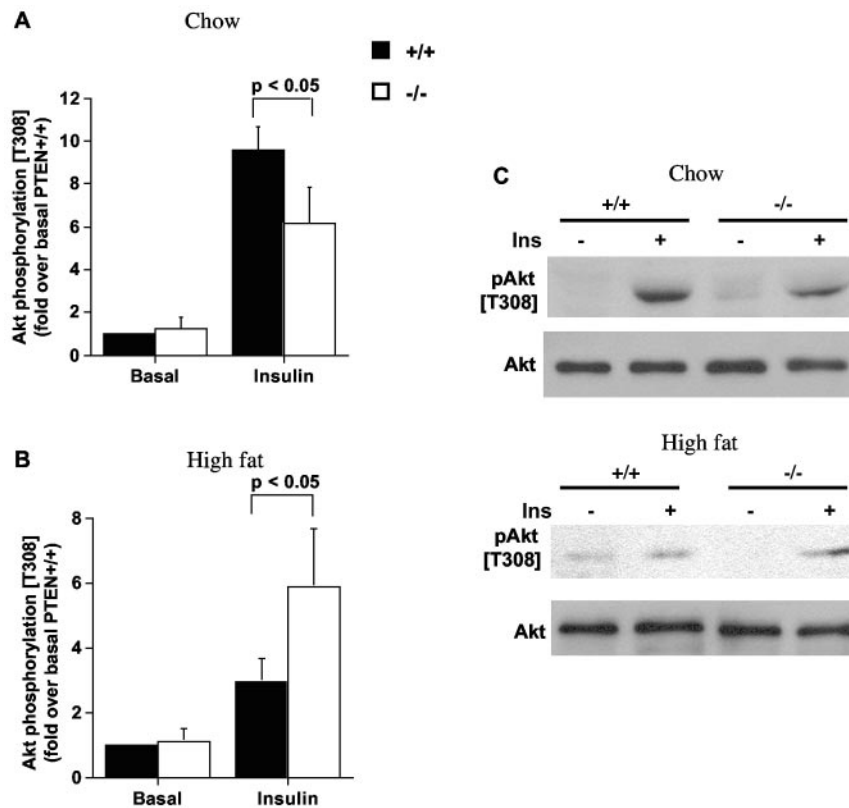 A
Chow
+/+
-/-
p < 0.05
Akt phosphorylation [T308]
(fold over basal PTEN+/+)
12
10
8
6
4
2
0
Basal
Insulin
B
High fat
p < 0.05
Akt phosphorylation [T308]
(fold over basal PTEN+/+)
8
6
4
2
0
Basal
Insulin
C
Chow
+/+
-/-
Ins
-
+
-
+
pAkt
[T308]
Akt
High fat
+/+
-/-
Ins
-
+
-
+
pAkt
[T308]
Akt